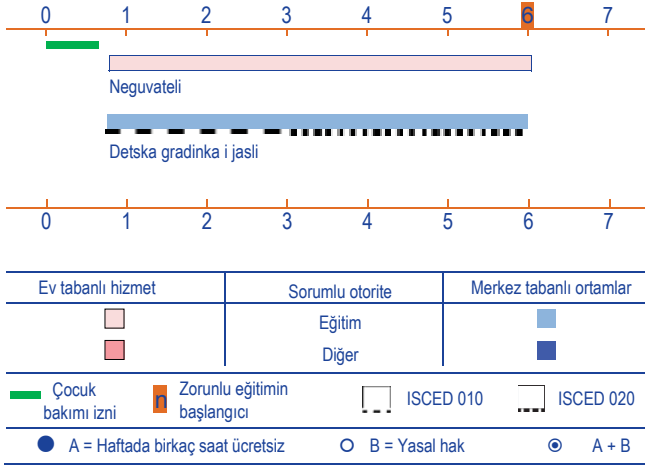 0 1 2 3 4 5 6 7
Neguvateli
Detska gradinka i jasli
0 1 2 3 4 5 6 7
Ev tabanlı hizmet Sorumlu otorite Merkez tabanlı ortamlar
Eğitim
Diğer
Çocuk bakımı izni
n Zorunlu eğitimin başlangıcı
ISCED 010 ISCED 020
A = Haftada birkaç saat ücretsiz B = Yasal hak A + B